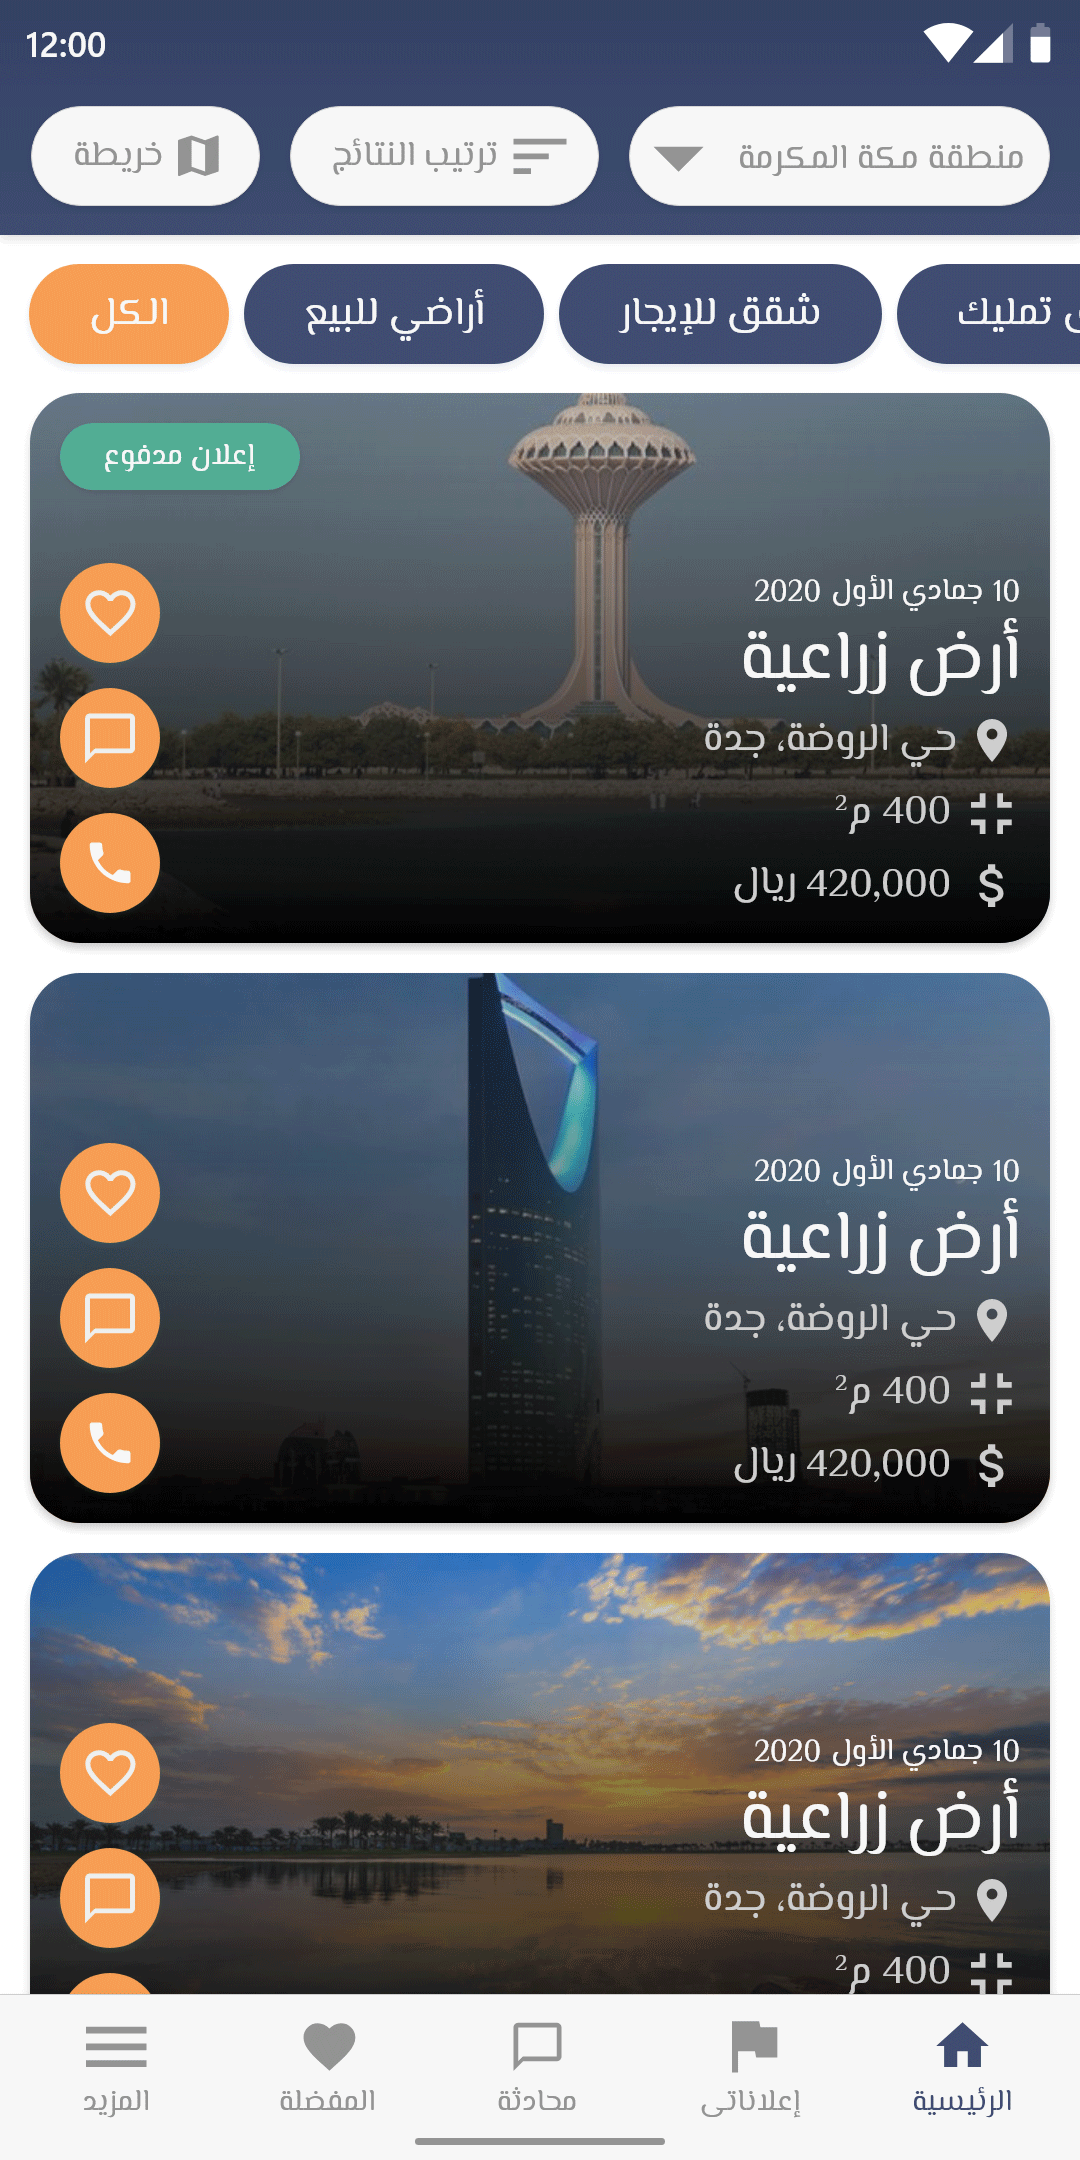 12:00
منطقة مكة المكرمة
ترتيب النتائج
خريطة
تمليك
شقق للإيجار
أراضي للبيع
الكل
إعلان مدفوع
10 جمادي الأول 2020
أرض زراعية
حي الروضة، جدة
400 م²
420,000 ريال
10 جمادي الأول 2020
أرض زراعية
حي الروضة، جدة
400 م²
420,000 ريال
10 جمادي الأول 2020
أرض زراعية
حي الروضة، جدة
400 م²
الرئيسية
إعلاناتى
محادثة
المفضلة
المزيد